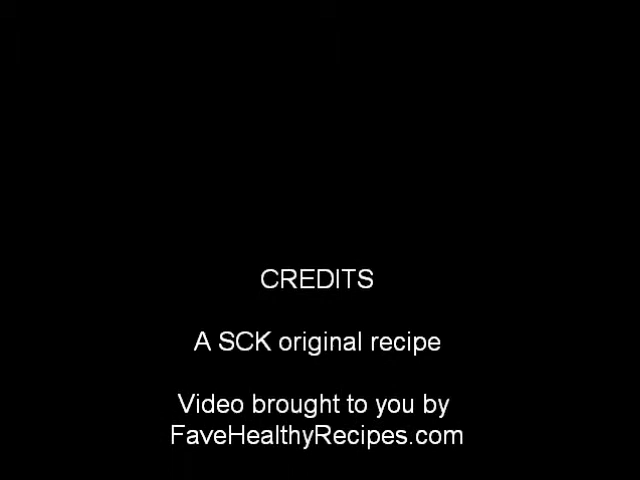 CREDITS
A SCK original recipe
Video brought to you by
FaveHealthyRecipes.com